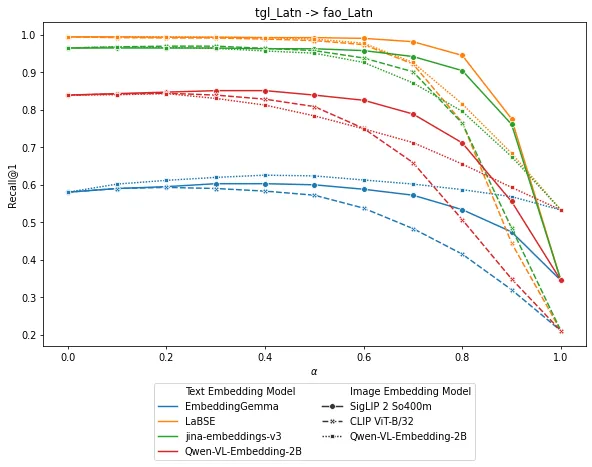 tgl_Latn -> fao_Latn
Recall@1
1.0
0.9
0.8
0.7
0.6
0.5
0.4
0.3
0.2
0.0 0.2 0.4 0.6 0.8 1.0
α
Text Embedding Model Image Embedding Model
EmbeddingGemma SigLIP 2 So400m
LaBSE CLIP ViT-B/32
jina-embeddings-v3 Qwen-VL-Embedding-2B
Qwen-VL-Embedding-2B